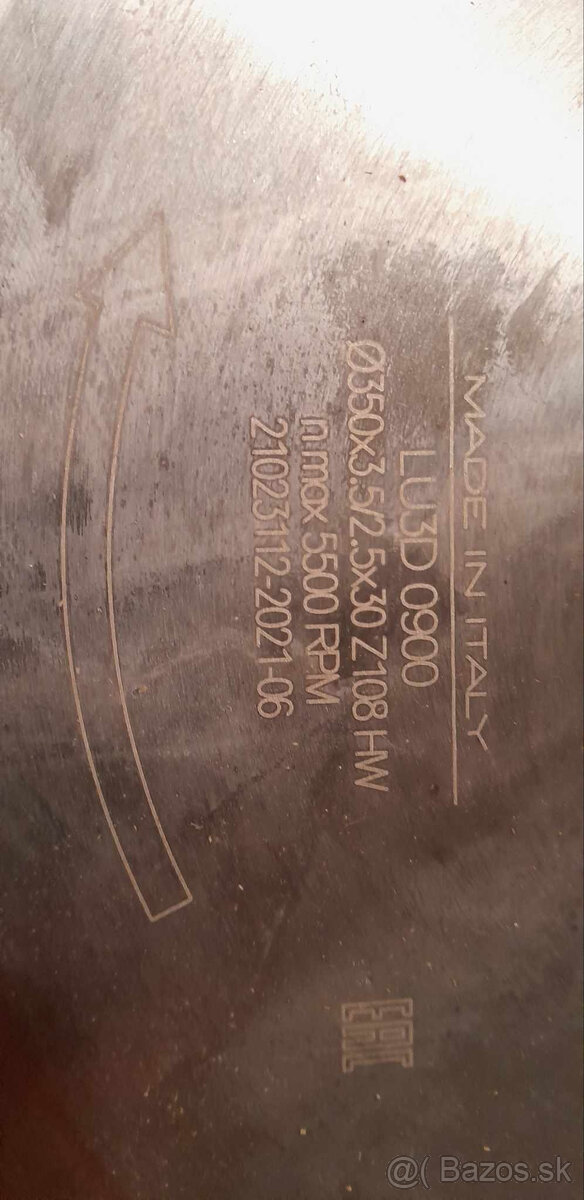 MADE IN ITALY
LU3D 0900
Ø350x3.5/2.5x30 Z108 HW
n max 5500 RPM
21023112-2021-06
EAC
@( Bazos.sk